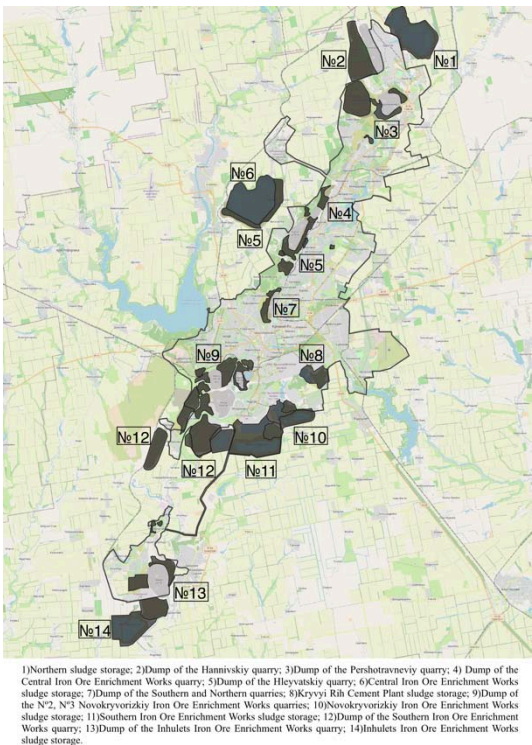 №2
№1
№3
№6
№4
№5
№5
№7
№9
№8
№10
№12
№12
№11
№13
№14
1)Northern sludge storage; 2)Dump of the Hannivskiy quarry; 3)Dump of the Pershotravneviy quarry; 4) Dump of the
Central Iron Ore Enrichment Works quarry; 5)Dump of the Hleyvatskiy quarry; 6)Central Iron Ore Enrichment Works
sludge storage; 7)Dump of the Southern and Northern quarries; 8)Kryvyi Rih Cement Plant sludge storage; 9)Dump of
the Nº2, Nº3 Novokryvorizkiy Iron Ore Enrichment Works quarries; 10)Novokryvorizkiy Iron Ore Enrichment Works
sludge storage; 11)Southern Iron Ore Enrichment Works sludge storage; 12)Dump of the Southern Iron Ore Enrichment
Works quarry; 13)Dump of the Inhulets Iron Ore Enrichment Works quarry; 14)Inhulets Iron Ore Enrichment Works
sludge storage.